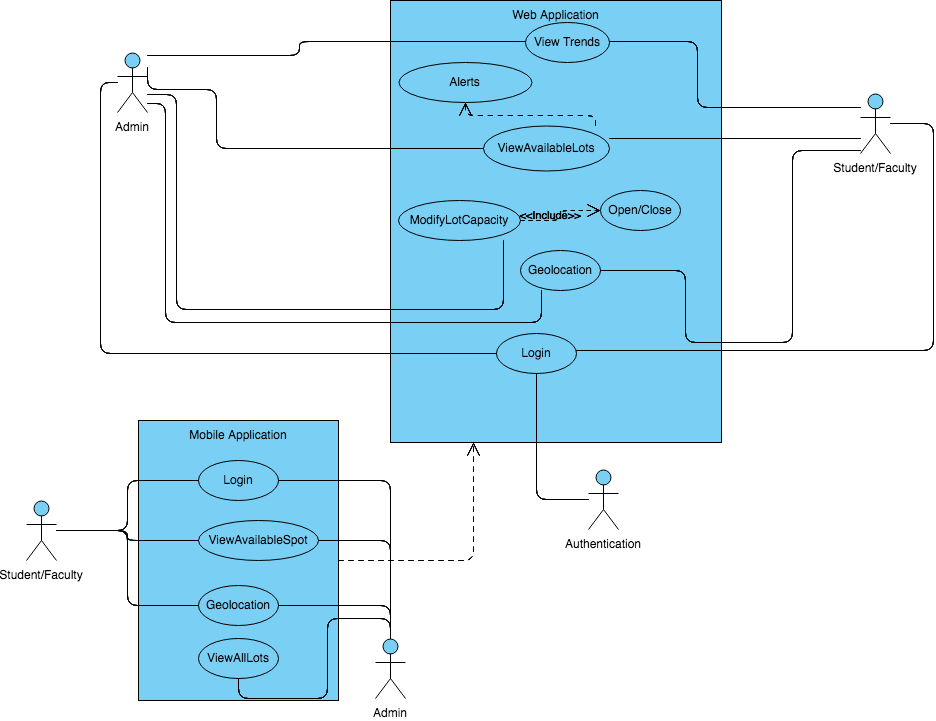 Web Application
View Trends
Alerts
Admin
ViewAvailableLots
Student/Faculty
ModifyLotCapacity
<<Include>>
Open/Close
Geolocation
Login
Mobile Application
Login
Authentication
ViewAvailableSpot
Student/Faculty
Geolocation
ViewAllLots
Admin